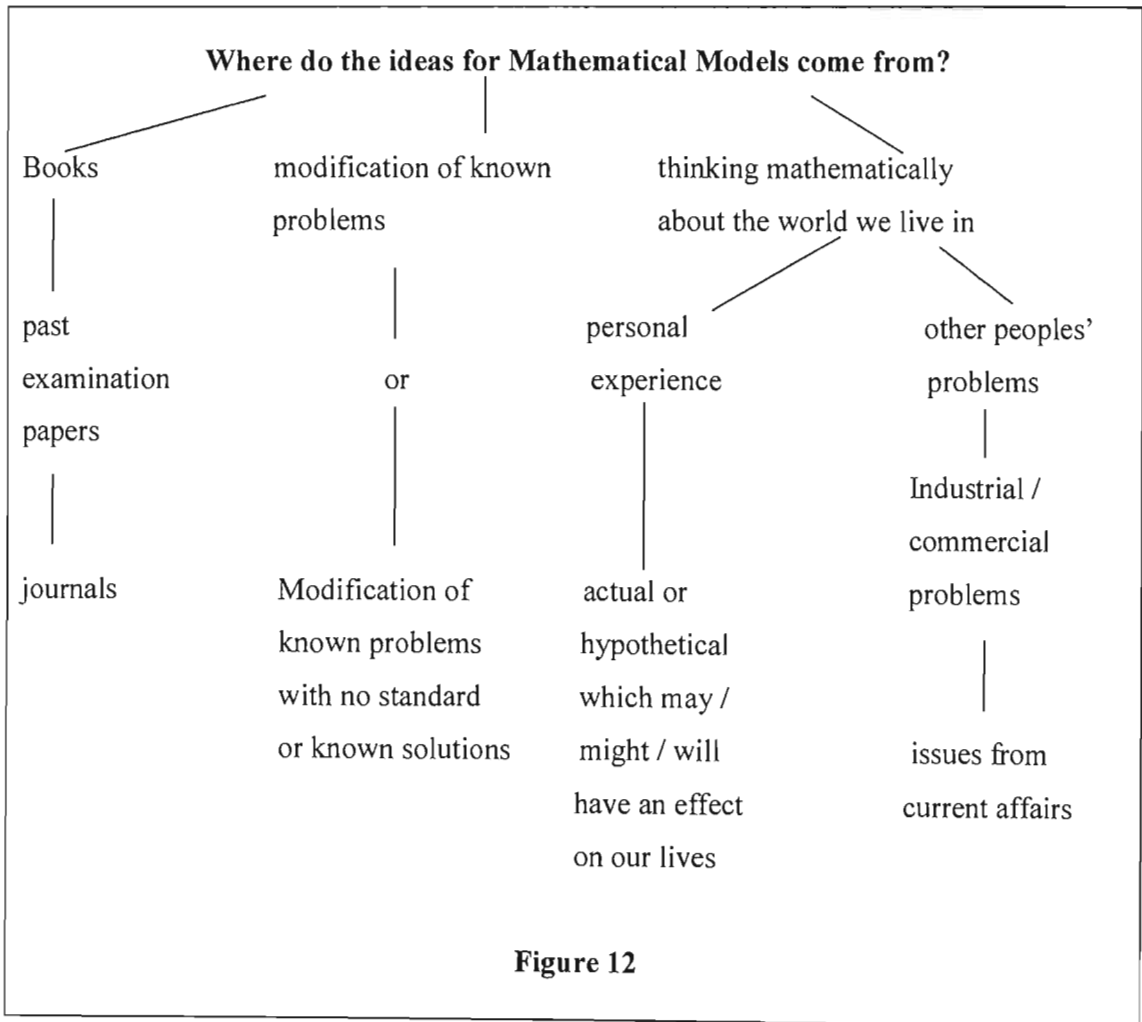 Where do the ideas for Mathematical Models come from?
Books
past
examination
papers
journals
modification of known
problems
or
Modification of
known problems
with no standard
or known solutions
thinking mathematically
about the world we live in
personal
experience
actual or
hypothetical
which may /
might / will
have an effect
on our lives
other peoples’
problems
Industrial /
commercial
problems
issues from
current affairs
Figure 12